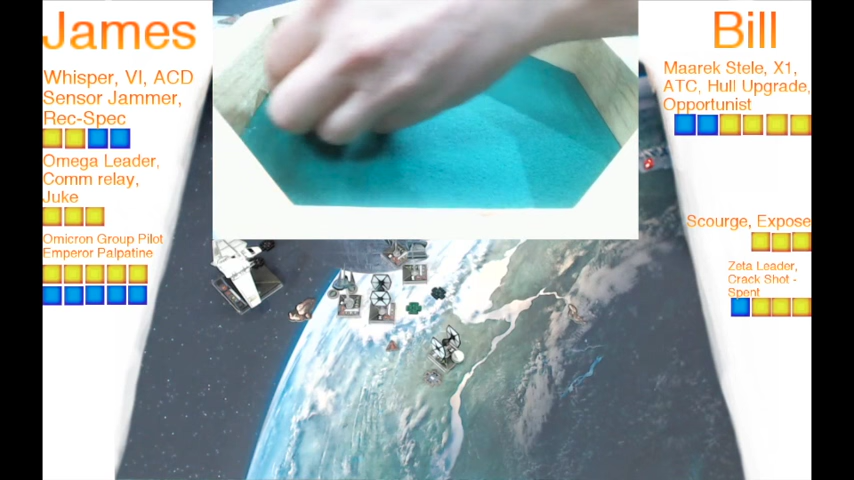 James
Whisper, VI, ACD
Sensor Jammer,
Rec-Spec
Omega Leader,
Comm relay,
Juke
Omicron Group Pilot
Emperor Palpatine
Bill
Maarek Stele, X1,
ATC, Hull Upgrade,
Opportunist
Scourge, Expose
Zeta Leader,
Crack Shot -
Spent